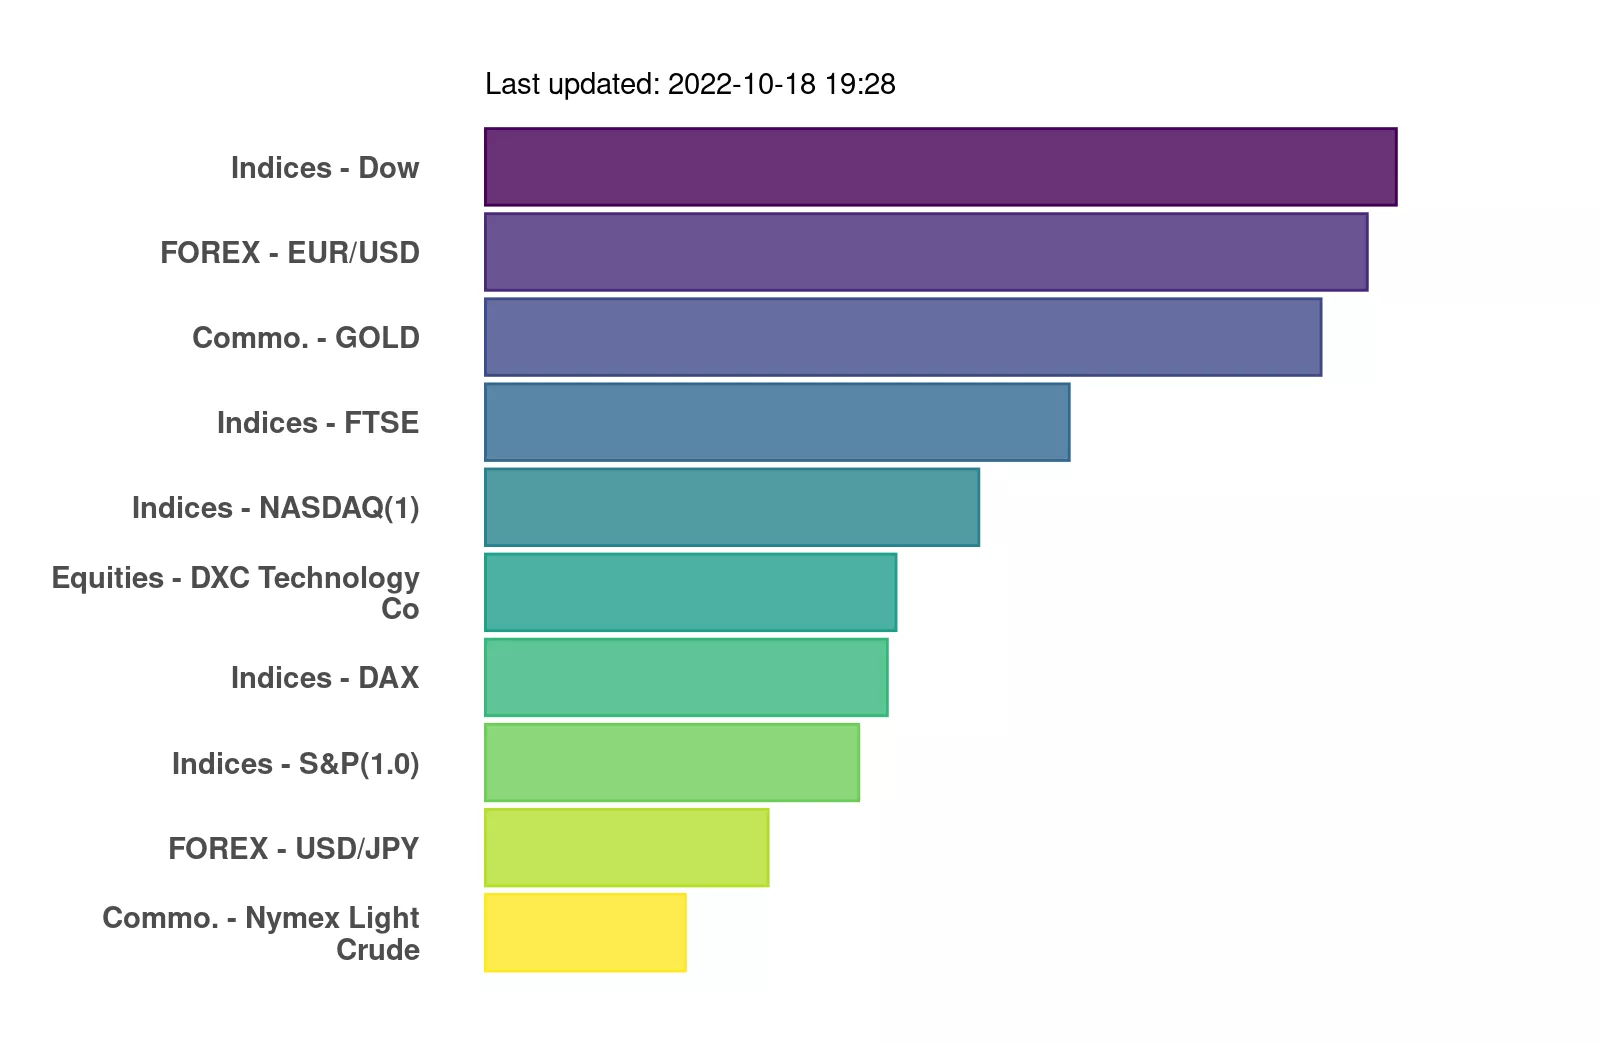 Last updated: 2022-10-18 19:28
Indices - Dow
FOREX - EUR/USD
Commo. - GOLD
Indices - FTSE
Indices - NASDAQ(1)
Equities - DXC Technology
Co
Indices - DAX
Indices - S&P(1.0)
FOREX - USD/JPY
Commo. - Nymex Light
Crude